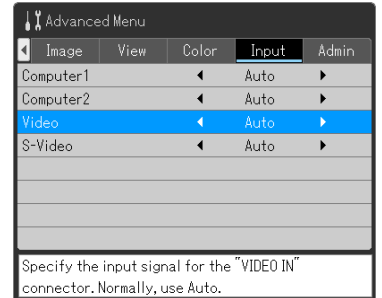 Advanced Menu
Image View Color Input Admin
Computer1 Auto
Computer2 Auto
Video Auto
S-Video Auto
Specify the input signal for the "VIDEO IN"
connector. Normally, use Auto.